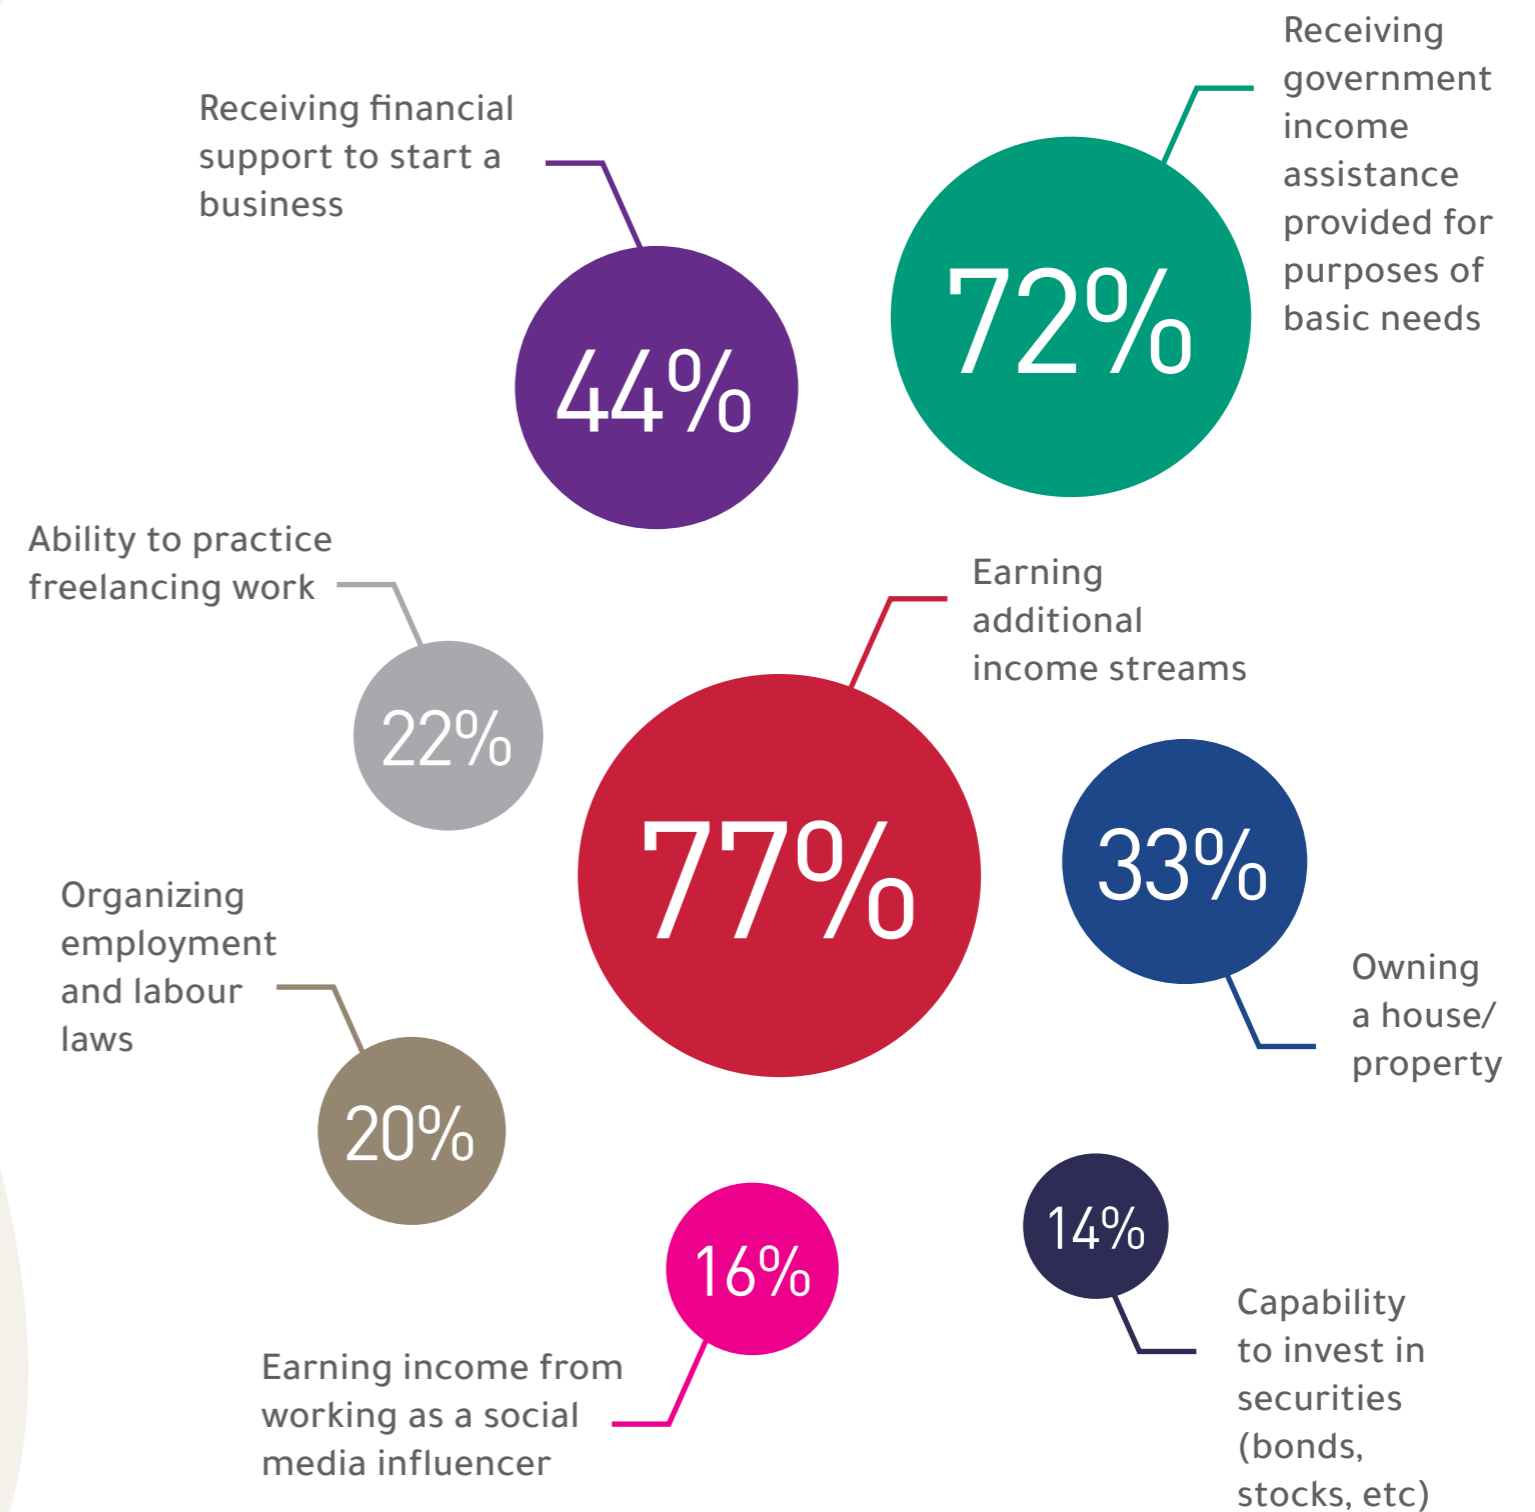 Receiving financial
support to start a
business
44%
Receiving
government
income
assistance
provided for
purposes of
basic needs
72%
Ability to practice
freelancing work
22%
Earning
additional
income streams
77%
33%
Owning
a house/
property
Organizing
employment
and labour
laws
20%
16%
Earning income from
working as a social
media influencer
14%
Capability
to invest in
securities
(bonds,
stocks, etc)